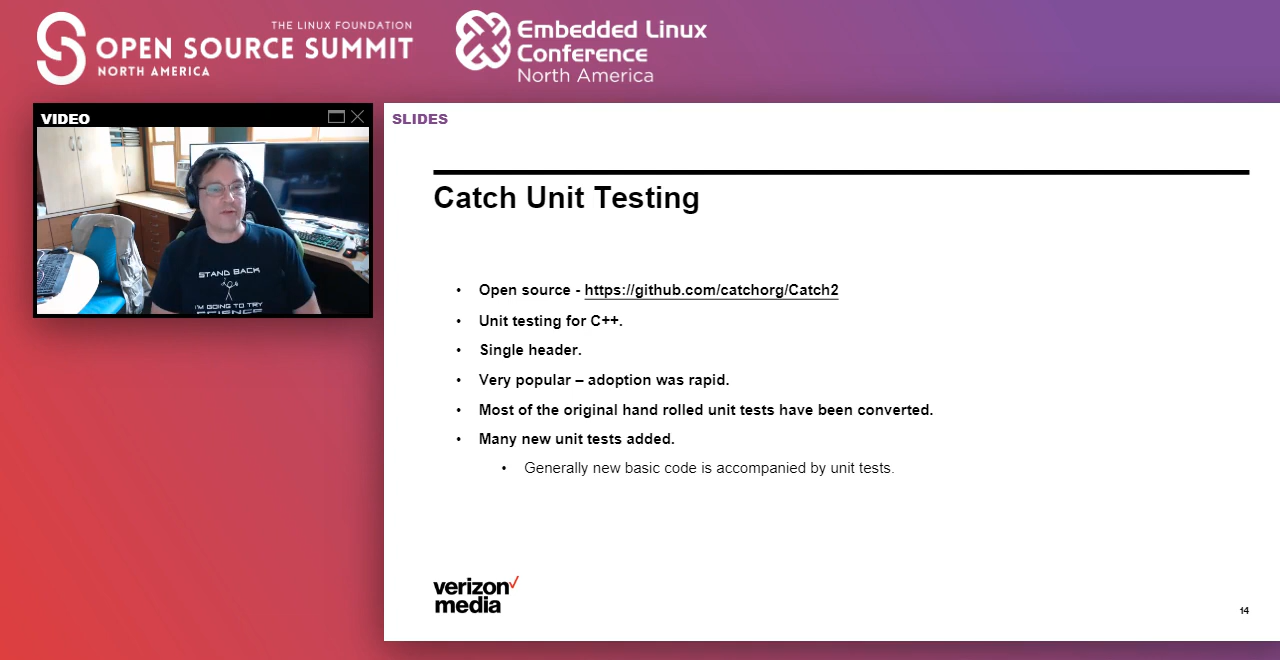 THE LINUX FOUNDATION
OPEN SOURCE SUMMIT
NORTH AMERICA
Embedded Linux
Conference
North America
VIDEO
STAND BACK
I'M GOING TO TRY
SCIENCE
SLIDES
Catch Unit Testing
• Open source - https://github.com/catchorg/Catch2
• Unit testing for C++.
• Single header.
• Very popular – adoption was rapid.
• Most of the original hand rolled unit tests have been converted.
• Many new unit tests added.
• Generally new basic code is accompanied by unit tests.
verizon
media
14